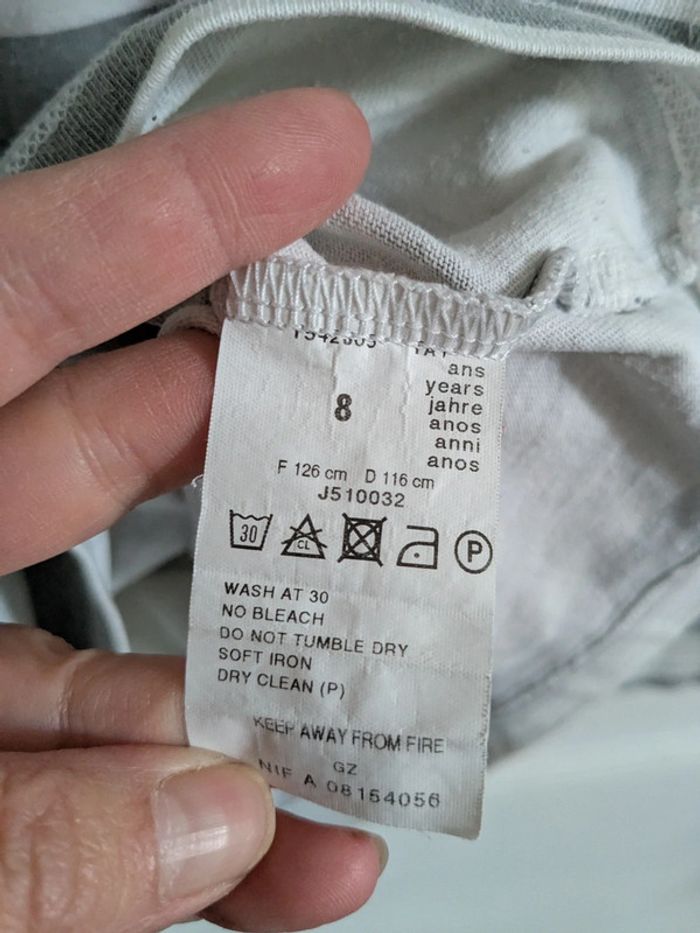 ans
years
8
jahre
anos
anni
anos
F 126 cm D 116 cm
J510032
30 CL P
WASH AT 30
NO BLEACH
DO NOT TUMBLE DRY
SOFT IRON
DRY CLEAN (P)
KEEP AWAY FROM FIRE
GZ
NIF A 08164056